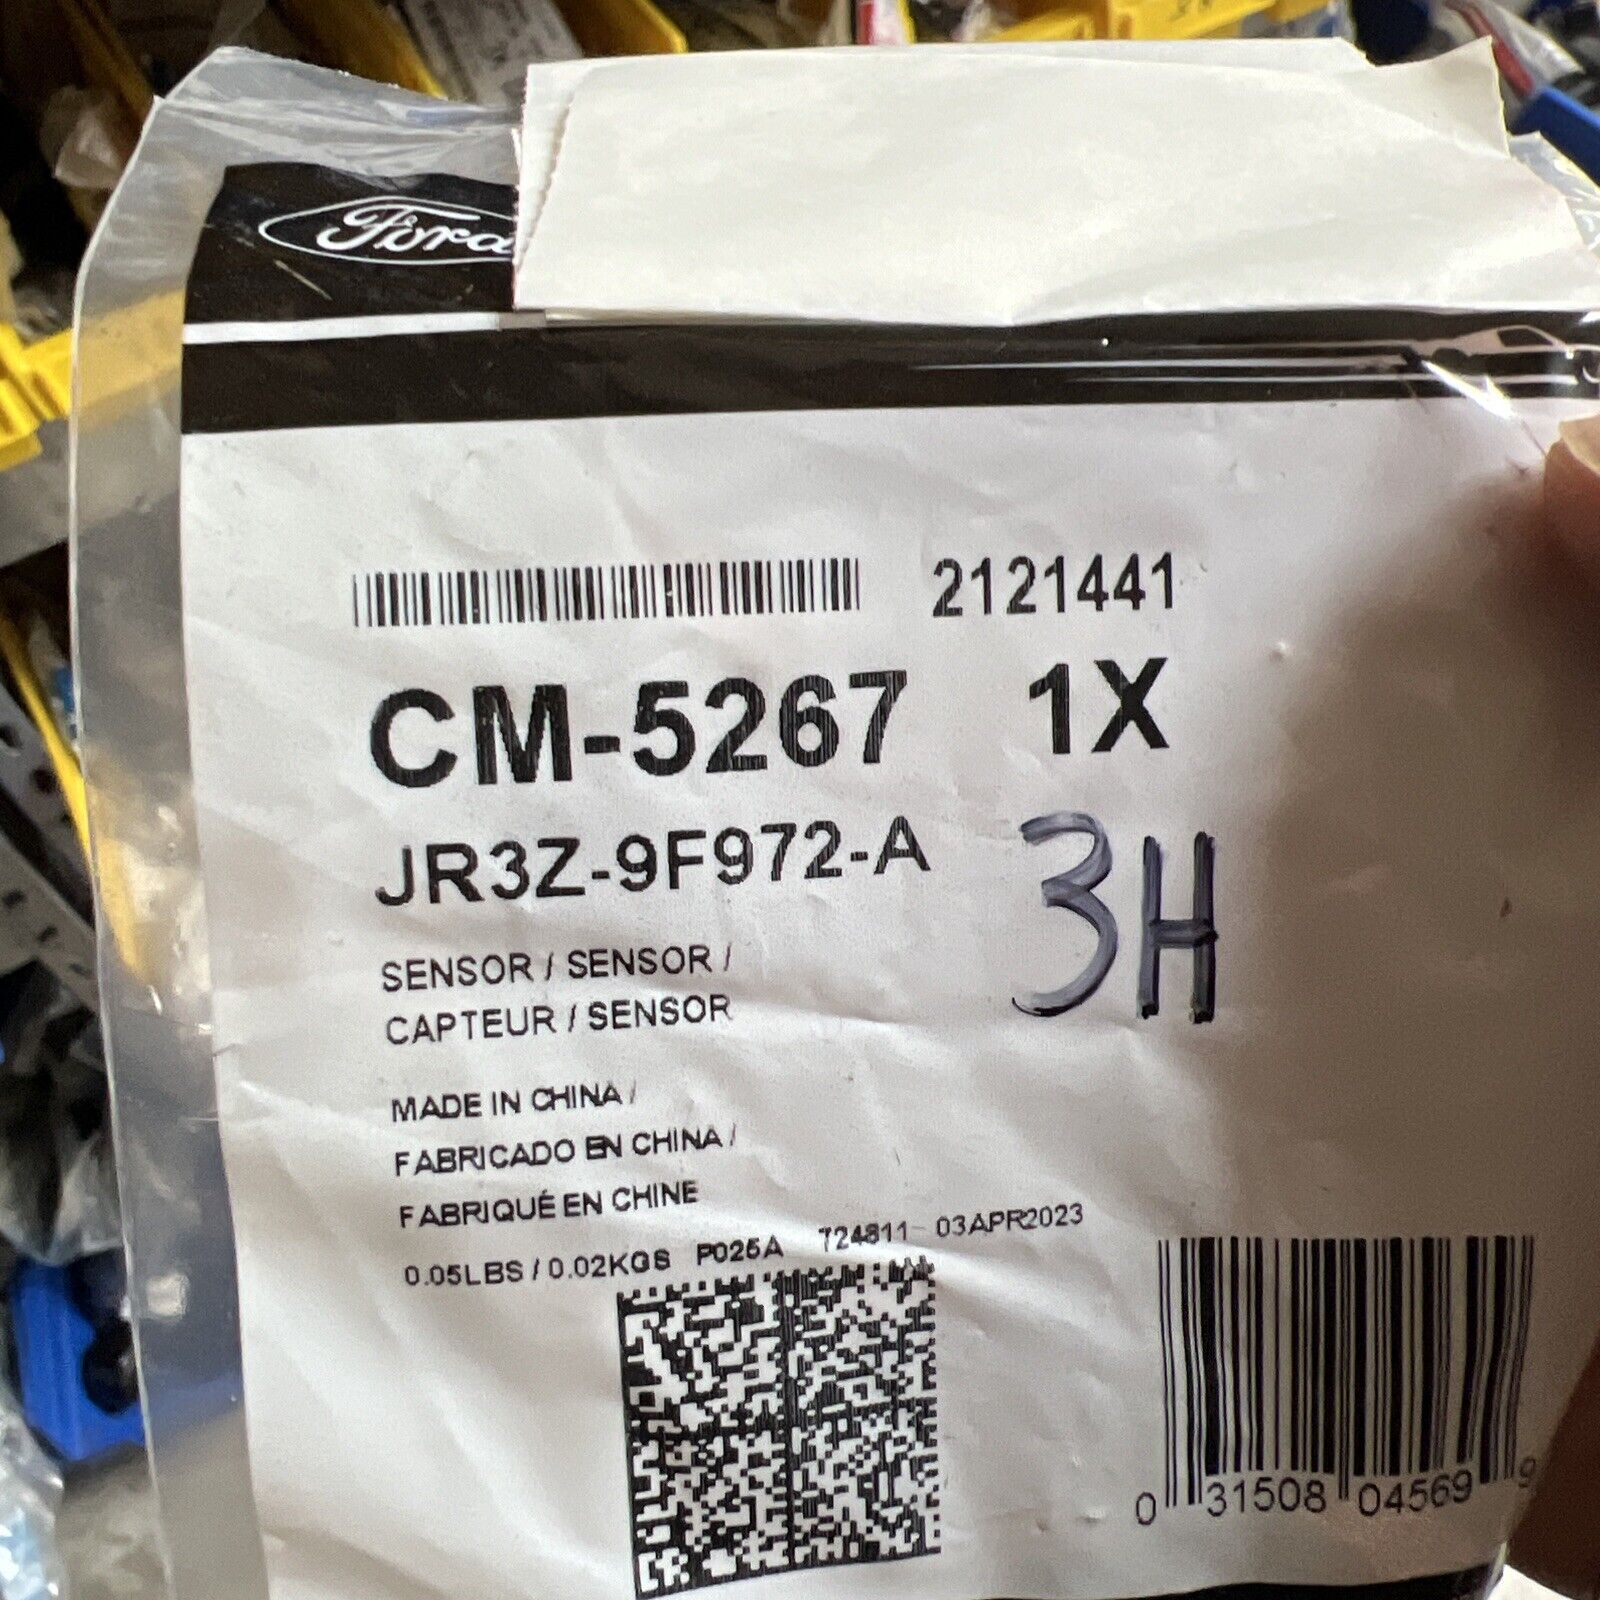 Ford
2121441
CM-5267 1X
JR3Z-9F972-A
3H
SENSOR / SENSOR /
CAPTEUR / SENSOR
MADE IN CHINA /
FABRICADO EN CHINA /
FABRIQUÉ EN CHINE
0.05LBS / 0.02KGS P025A 724811- 03APR2023
0 31508 04569 9